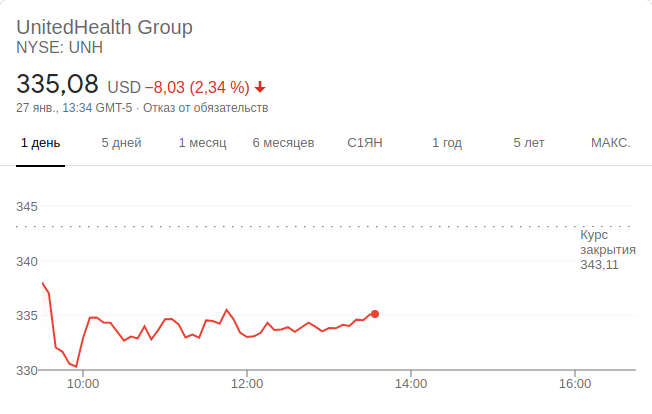 UnitedHealth Group
NYSE: UNH
335,08 USD −8,03 (2,34 %)
27 янв., 13:34 GMT-5 · Отказ от обязательств
1 день 5 дней 1 месяц 6 месяцев С1ЯН 1 год 5 лет МАКС.
345
Курс
закрытия
340
343,11
335
330
10:00 12:00 14:00 16:00